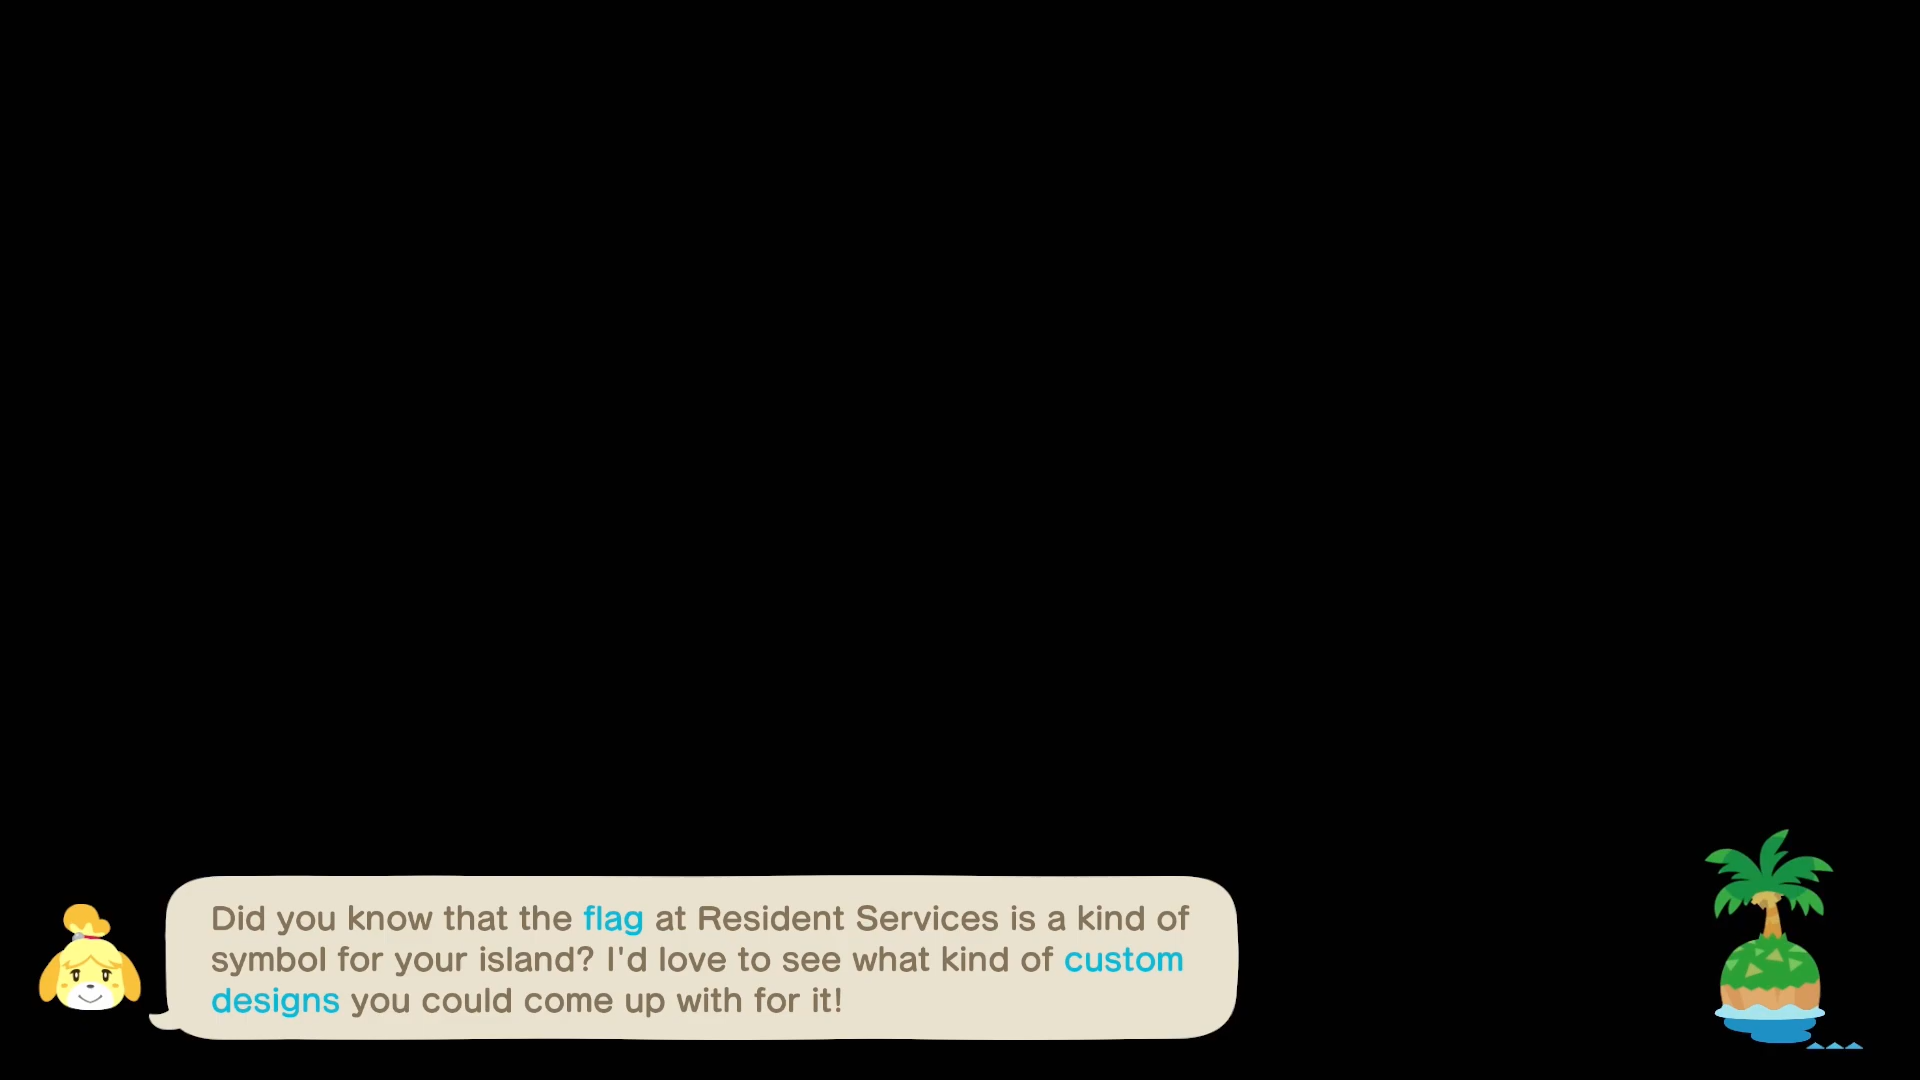 Did you know that the flag at Resident Services is a kind of
symbol for your island? I'd love to see what kind of custom
designs you could come up with for it!